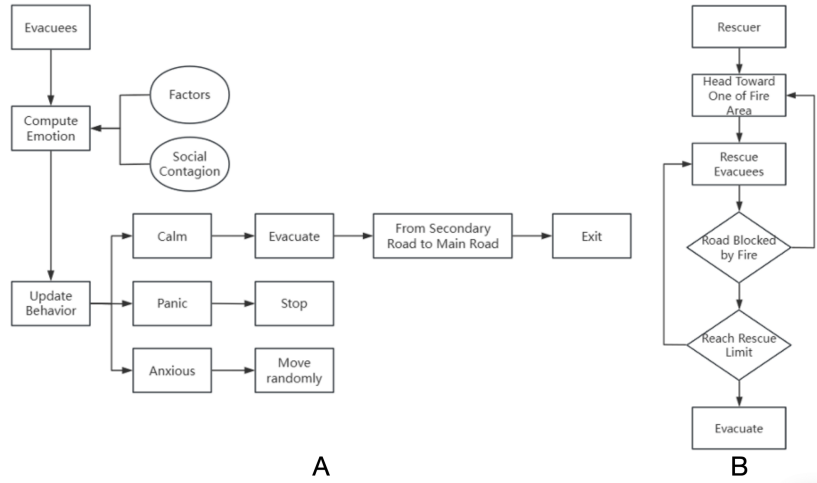 Evacuees
Compute
Emotion
Factors
Social
Contagion
Update
Behavior
Calm
Evacuate
From Secondary
Road to Main Road
Exit
Panic
Stop
Anxious
Move
randomly
A
Rescuer
Head Toward
One of Fire
Area
Rescue
Evacuees
Road Blocked
by Fire
Reach Rescue
Limit
Evacuate
B